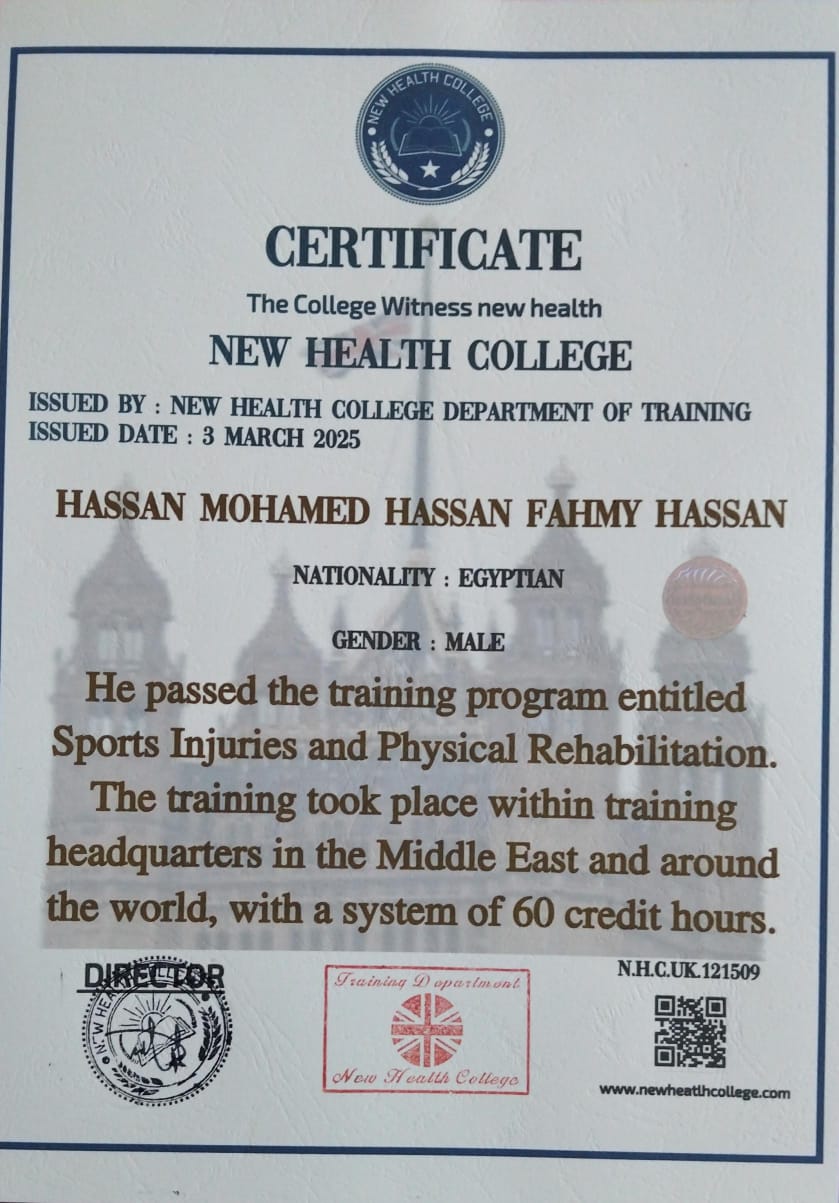 NEW HEALTH COLLEGE
CERTIFICATE
The College Witness new health
NEW HEALTH COLLEGE
ISSUED BY : NEW HEALTH COLLEGE DEPARTMENT OF TRAINING
ISSUED DATE : 3 MARCH 2025
HASSAN MOHAMED HASSAN FAHMY HASSAN
NATIONALITY : EGYPTIAN
GENDER : MALE
He passed the training program entitled
Sports Injuries and Physical Rehabilitation.
The training took place within training
headquarters in the Middle East and around
the world, with a system of 60 credit hours.
DIRECTOR
Training Dopartmont
New Health College
N.H.C.UK.121509
www.newheatlhcollege.com